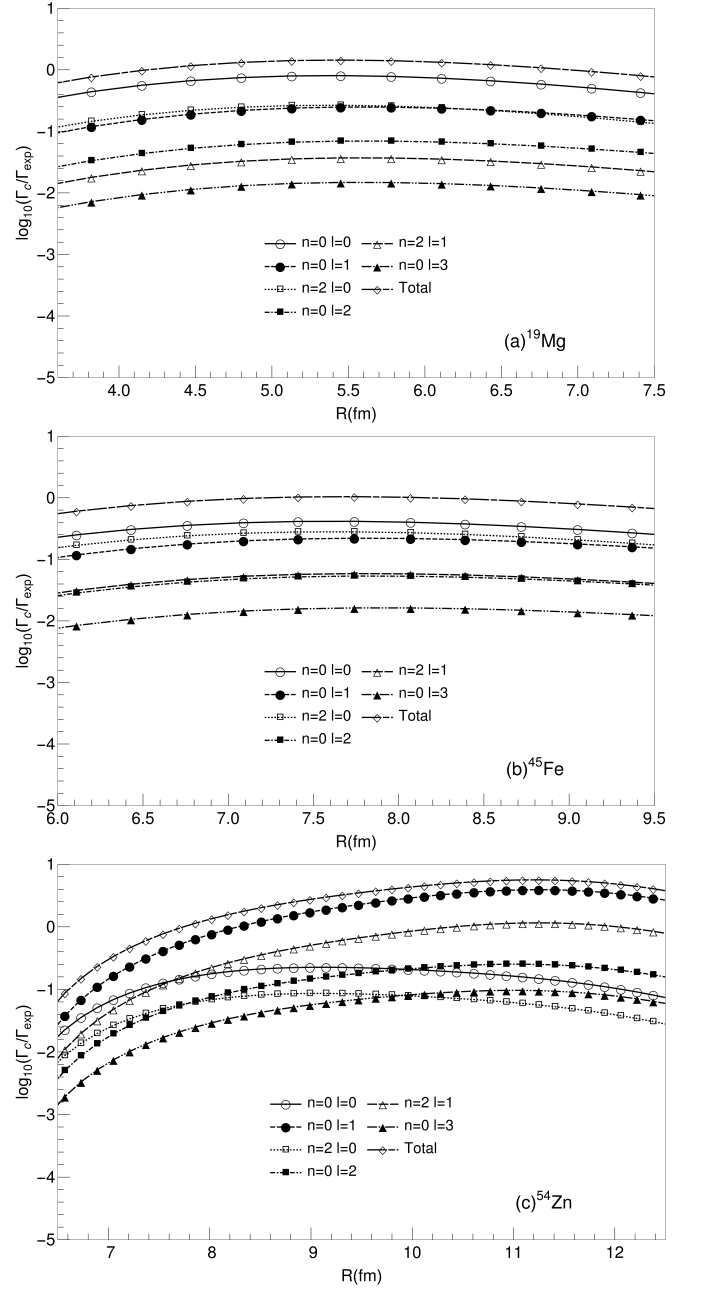 1
0
−1
−2
−3
−4
−5
log10(Γc/Γexp)
n=0 l=0 n=2 l=1
n=0 l=1 n=0 l=3
n=2 l=0 Total
n=0 l=2
(a)19Mg
4.0 4.5 5.0 5.5 6.0 6.5 7.0 7.5
R(fm)
1
0
−1
−2
−3
−4
−5
log10(Γc/Γexp)
n=0 l=0 n=2 l=1
n=0 l=1 n=0 l=3
n=2 l=0 Total
n=0 l=2
(b)45Fe
6.0 6.5 7.0 7.5 8.0 8.5 9.0 9.5
R(fm)
1
0
−1
−2
−3
−4
−5
log10(Γc/Γexp)
n=0 l=0 n=2 l=1
n=0 l=1 n=0 l=3
n=2 l=0 Total
n=0 l=2
(c)54Zn
7 8 9 10 11 12
R(fm)